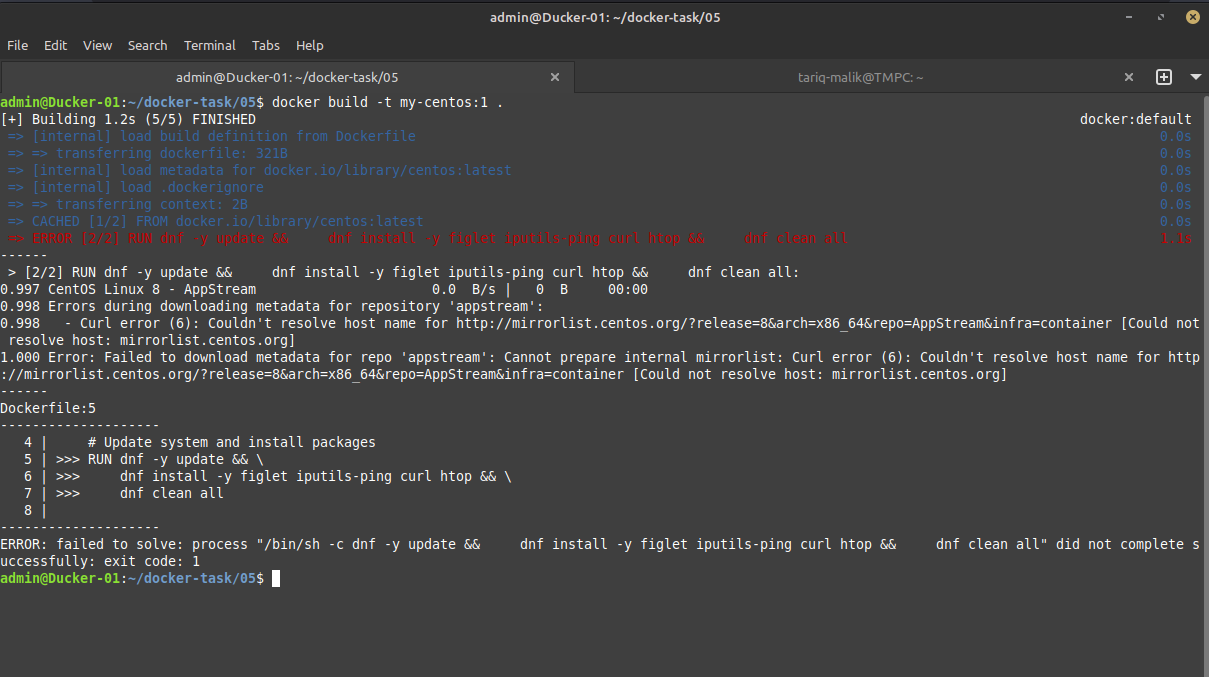 admin@Ducker-01: ~/docker-task/05
File Edit View Search Terminal Tabs Help
admin@Ducker-01: ~/docker-task/05
tariq-malik@TMPC: ~
admin@Ducker-01:~/docker-task/05$ docker build -t my-centos:1 .
[+] Building 1.2s (5/5) FINISHED docker:default
=> [internal] load build definition from Dockerfile 0.0s
=> => transferring dockerfile: 321B 0.0s
=> [internal] load metadata for docker.io/library/centos:latest 0.0s
=> [internal] load .dockerignore 0.0s
=> => transferring context: 2B 0.0s
=> CACHED [1/2] FROM docker.io/library/centos:latest 0.0s
=> ERROR [2/2] RUN dnf -y update &&     dnf install -y figlet iputils-ping curl htop &&     dnf clean all 1.1s
------
> [2/2] RUN dnf -y update &&     dnf install -y figlet iputils-ping curl htop &&     dnf clean all:
0.997 CentOS Linux 8 - AppStream                      0.0  B/s |   0  B     00:00
0.998 Errors during downloading metadata for repository 'appstream':
0.998   - Curl error (6): Couldn't resolve host name for http://mirrorlist.centos.org/?release=8&arch=x86_64&repo=AppStream&infra=container [Could not
resolve host: mirrorlist.centos.org]
1.000 Error: Failed to download metadata for repo 'appstream': Cannot prepare internal mirrorlist: Curl error (6): Couldn't resolve host name for http
://mirrorlist.centos.org/?release=8&arch=x86_64&repo=AppStream&infra=container [Could not resolve host: mirrorlist.centos.org]
------
Dockerfile:5
--------------------
4 |     # Update system and install packages
5 | >>> RUN dnf -y update && \
6 | >>>     dnf install -y figlet iputils-ping curl htop && \
7 | >>>     dnf clean all
8 |
--------------------
ERROR: failed to solve: process "/bin/sh -c dnf -y update &&     dnf install -y figlet iputils-ping curl htop &&     dnf clean all" did not complete s
uccessfully: exit code: 1
admin@Ducker-01:~/docker-task/05$